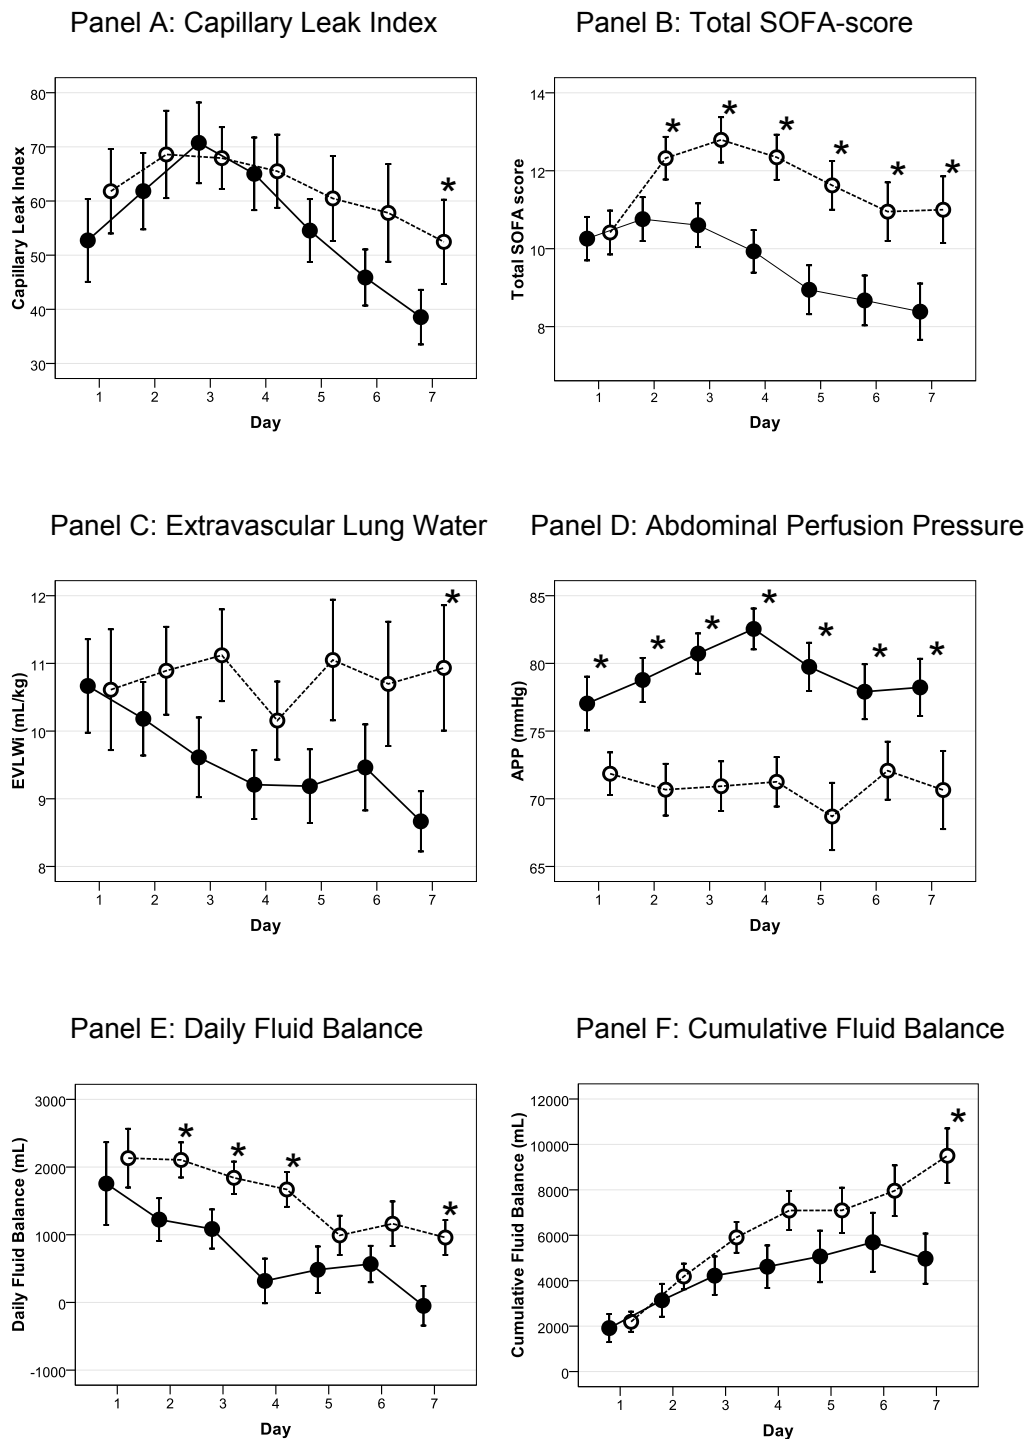 Panel A: Capillary Leak Index
Panel B: Total SOFA-score
Capillary Leak Index
80
70
60
50
40
30
*
1 2 3 4 5 6 7
Day
Total SOFA score
14
12
10
8
* * * * * *
1 2 3 4 5 6 7
Day
Panel C: Extravascular Lung Water
Panel D: Abdominal Perfusion Pressure
EVLWi (mL/kg)
12
11
10
9
8
*
1 2 3 4 5 6 7
Day
APP (mmHg)
85
80
75
70
65
* * * * * * *
1 2 3 4 5 6 7
Day
Panel E: Daily Fluid Balance
Panel F: Cumulative Fluid Balance
Daily Fluid Balance (mL)
3000
2000
1000
0
-1000
* * * *
1 2 3 4 5 6 7
Day
Cumulative Fluid Balance (mL)
12000
10000
8000
6000
4000
2000
0
*
1 2 3 4 5 6 7
Day